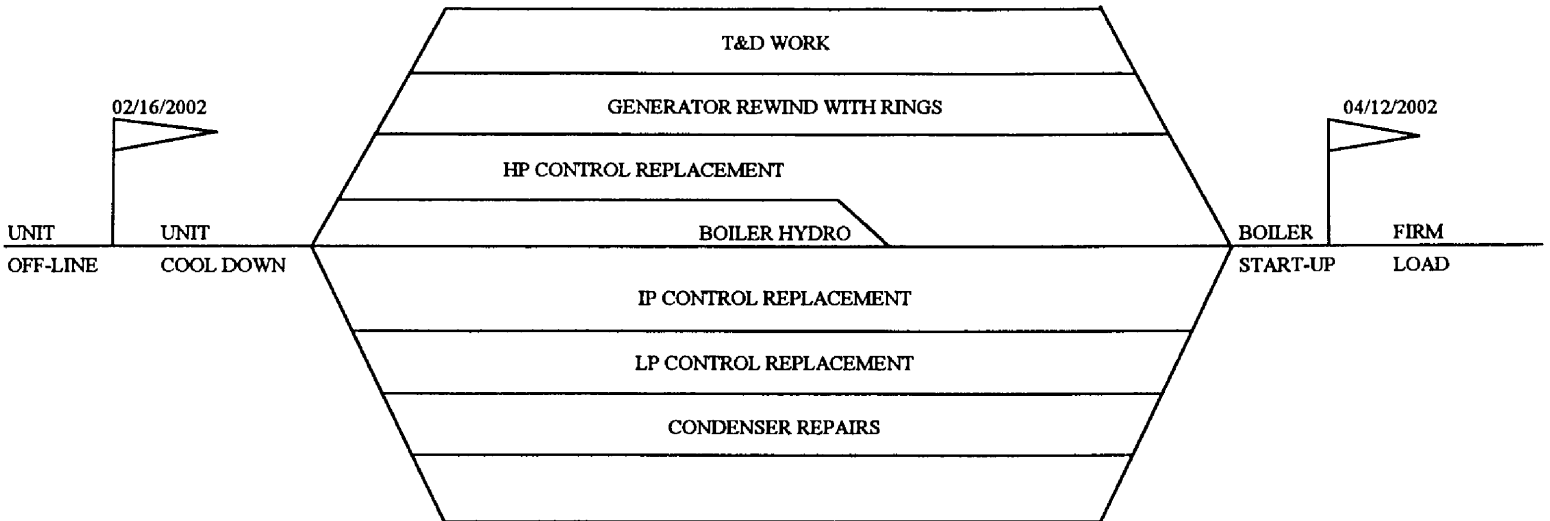 T&D WORK
GENERATOR REWIND WITH RINGS
02/16/2002
04/12/2002
HP CONTROL REPLACEMENT
UNIT
OFF-LINE
UNIT
COOL DOWN
BOILER HYDRO
BOILER
START-UP
FIRM
LOAD
IP CONTROL REPLACEMENT
LP CONTROL REPLACEMENT
CONDENSER REPAIRS